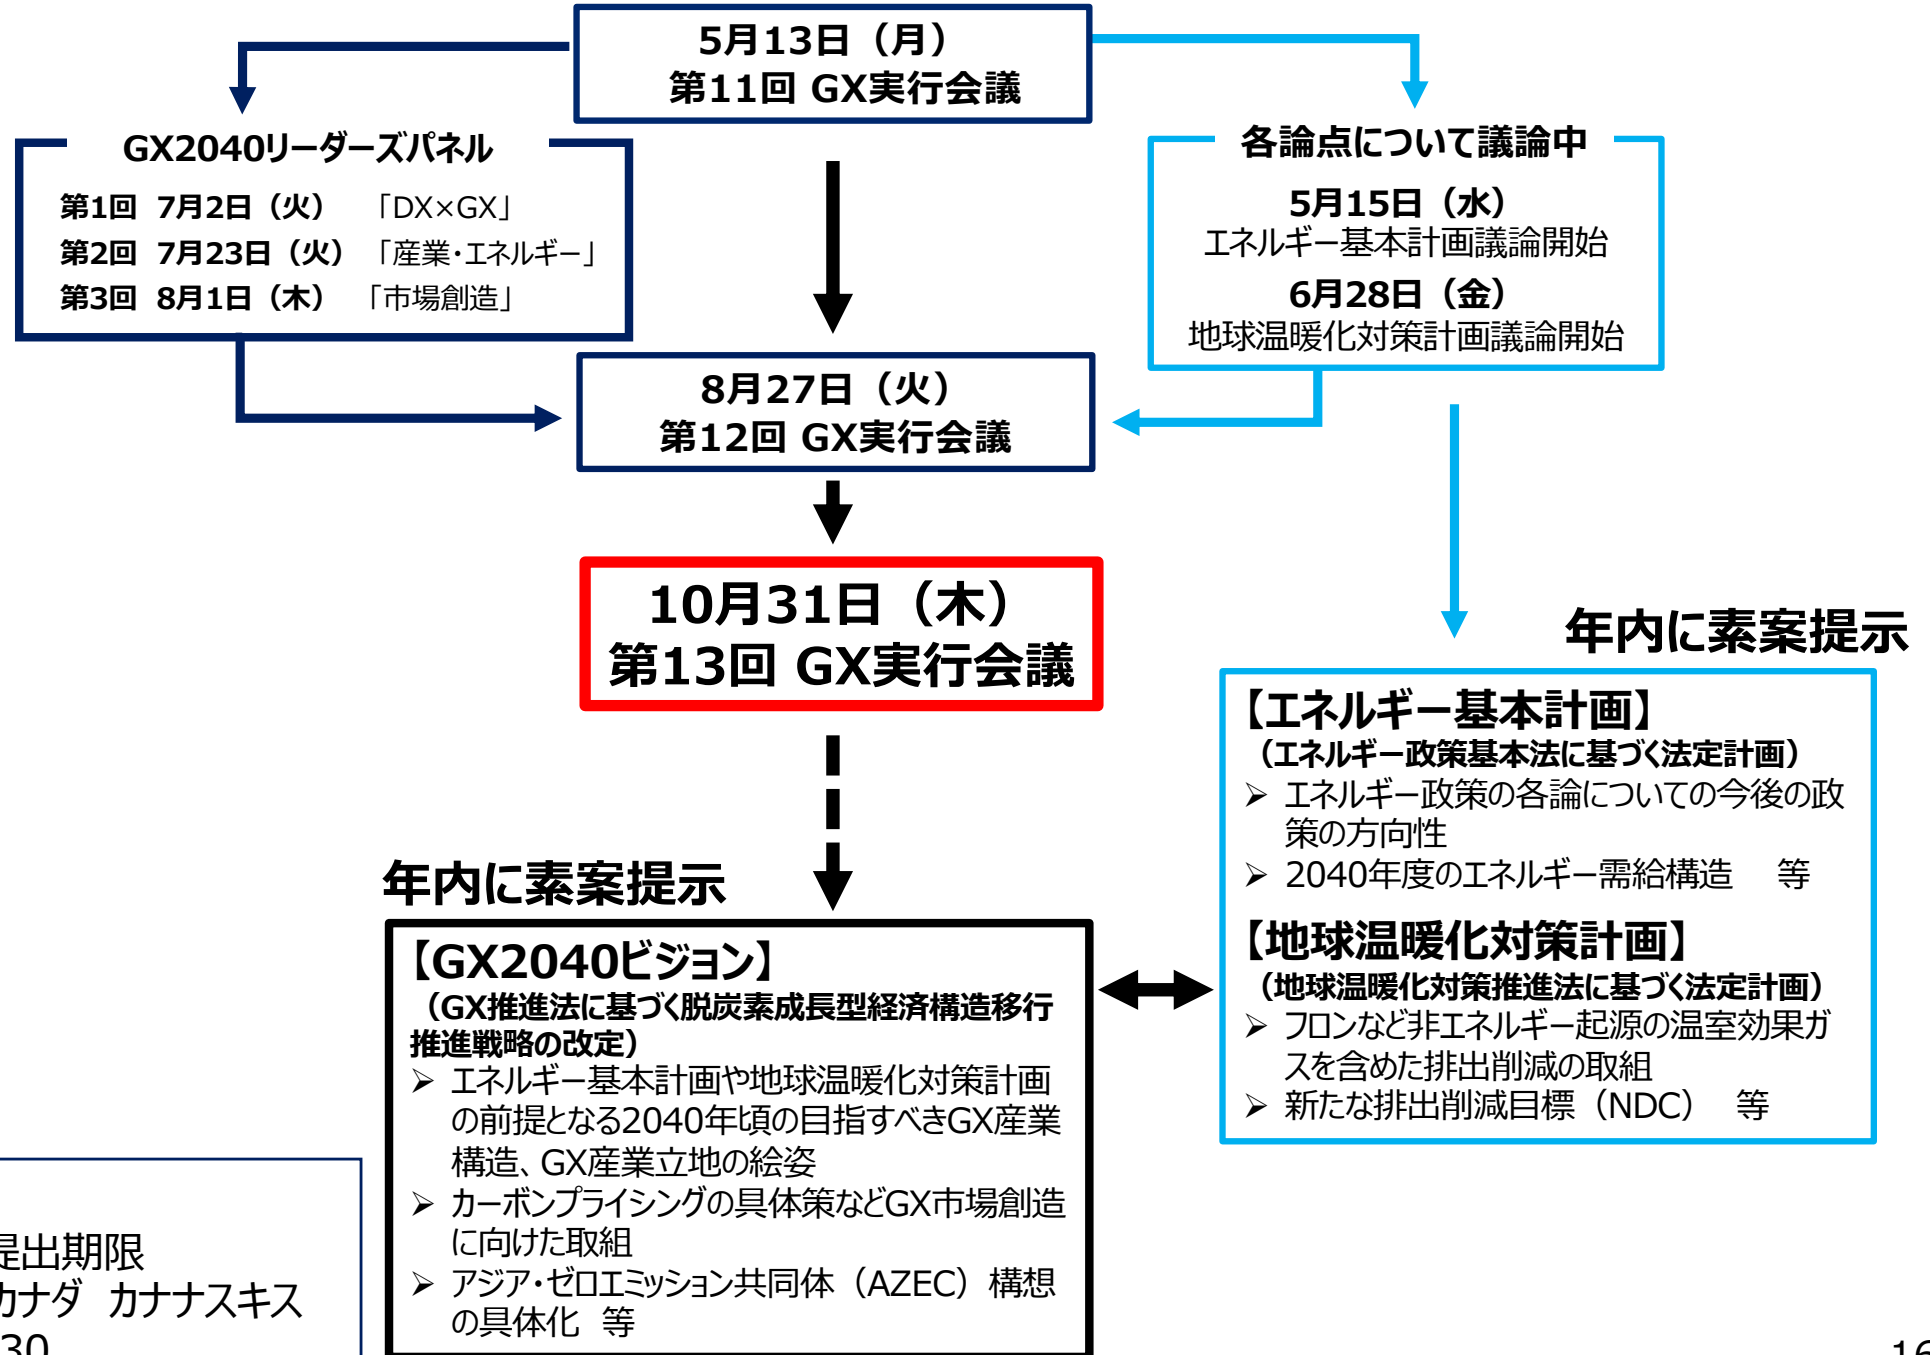 5月13日（月）
第11回 GX実行会議
GX2040リーダーズパネル
第1回 7月2日（火） 「DX×GX」
第2回 7月23日（火） 「産業・エネルギー」
第3回 8月1日（木） 「市場創造」
各論点について議論中
5月15日（水）
エネルギー基本計画議論開始
6月28日（金）
地球温暖化対策計画議論開始
8月27日（火）
第12回 GX実行会議
10月31日（木）
第13回 GX実行会議
年内に素案提示
【エネルギー基本計画】
（エネルギー政策基本法に基づく法定計画）
➢ エネルギー政策の各論についての今後の政
策の方向性
➢ 2040年度のエネルギー需給構造 等
【地球温暖化対策計画】
（地球温暖化対策推進法に基づく法定計画）
➢ フロンなど非エネルギー起源の温室効果ガ
スを含めた排出削減の取組
➢ 新たな排出削減目標（NDC） 等
年内に素案提示
【GX2040ビジョン】
（GX推進法に基づく脱炭素成長型経済構造移行
推進戦略の改定）
➢ エネルギー基本計画や地球温暖化対策計画
の前提となる2040年頃の目指すべきGX産業
構造、GX産業立地の絵姿
➢ カーボンプライシングの具体策などGX市場創造
に向けた取組
➢ アジア・ゼロエミッション共同体（AZEC）構想
の具体化 等
提出期限
カナダ カナナスキス
30
16